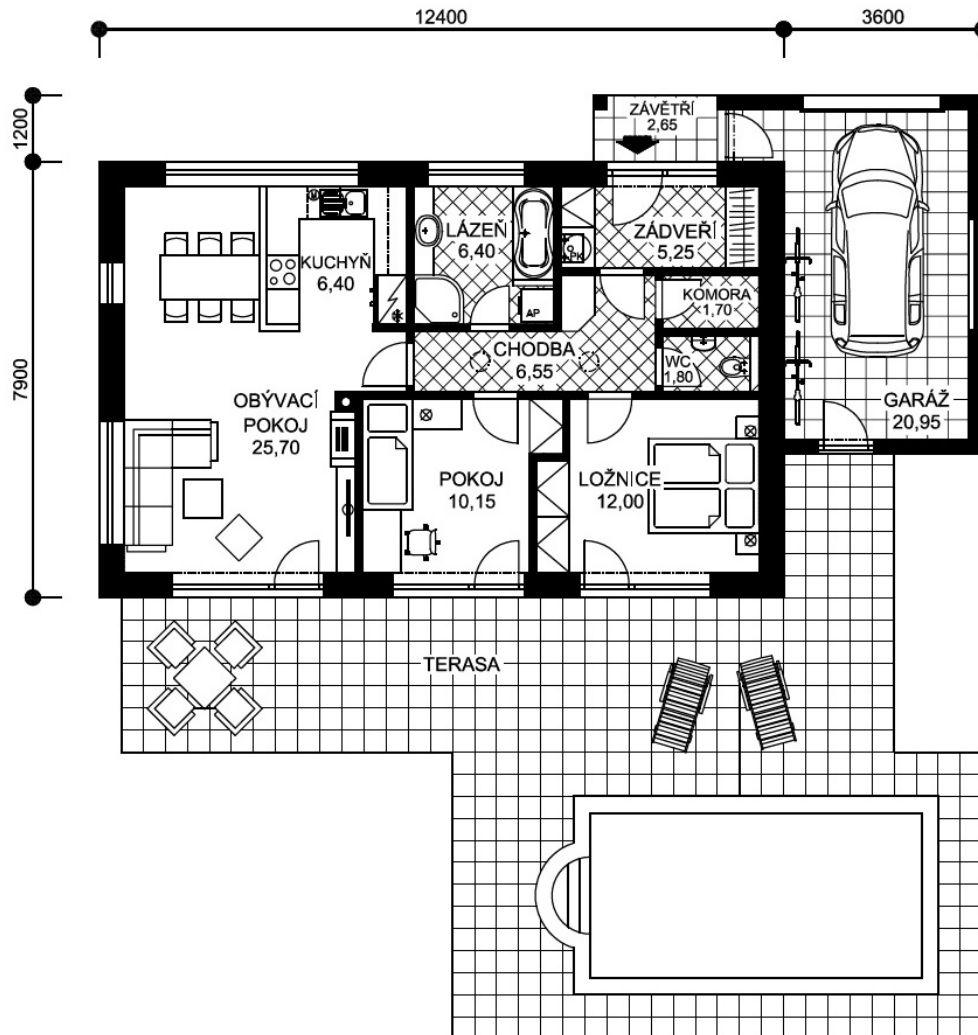 12400
3600
1200
7900
ZÁVĚTŘÍ
2,65
LÁZEŇ
6,40
ZÁDVEŘÍ
5,25
PK
KUCHYŇ
6,40
AP
KOMORA
1,70
CHODBA
6,55
WC
1,80
GARÁŽ
20,95
OBÝVACÍ
POKOJ
25,70
POKOJ
10,15
LOŽNICE
12,00
TERASA